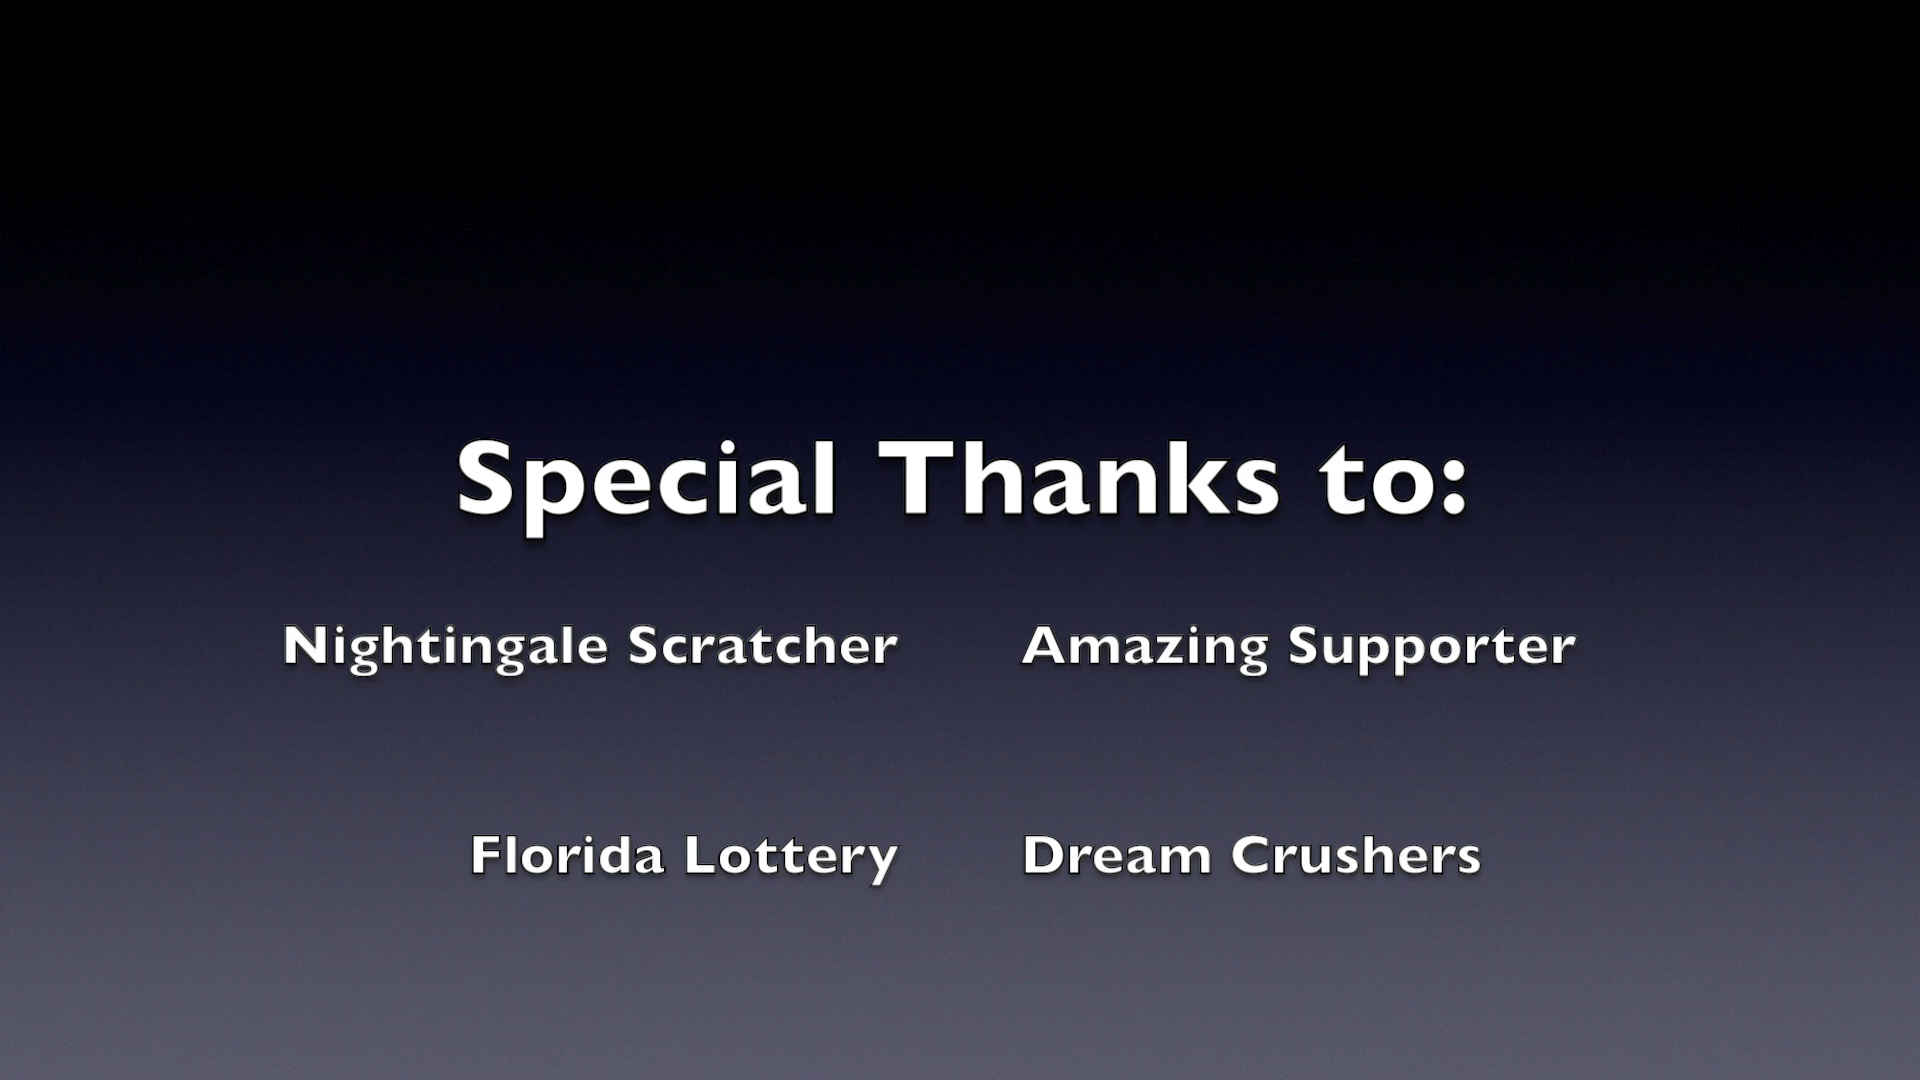 Special Thanks to:
Nightingale Scratcher Amazing Supporter
Florida Lottery Dream Crushers